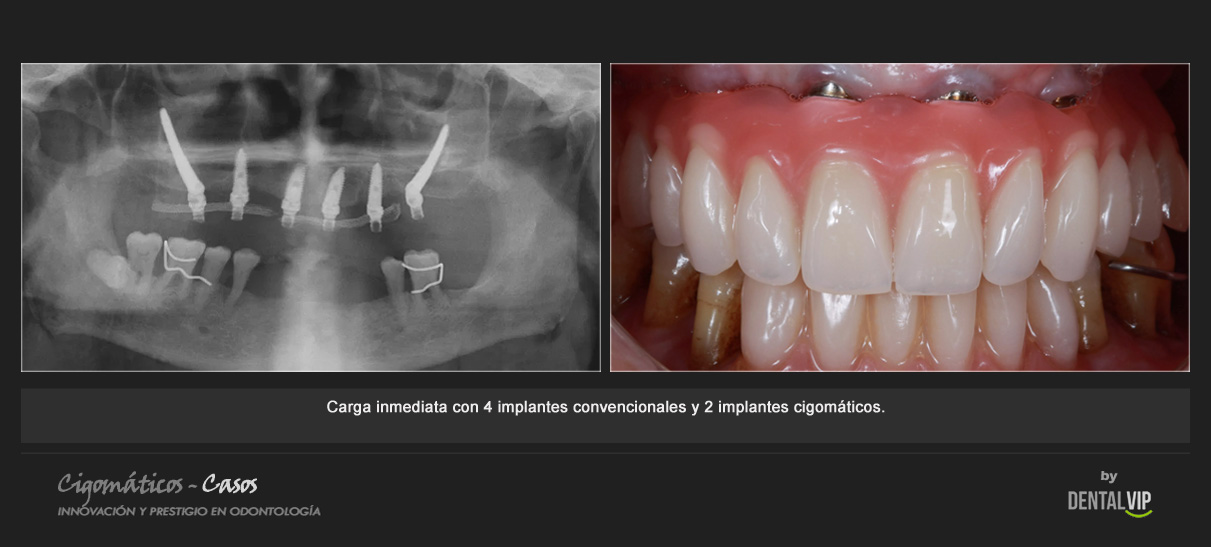 Carga inmediata con 4 implantes convencionales y 2 implantes cigomáticos.
Cigomáticos - Casos
INNOVACIÓN Y PRESTIGIO EN ODONTOLOGÍA
by
DENTALVIP